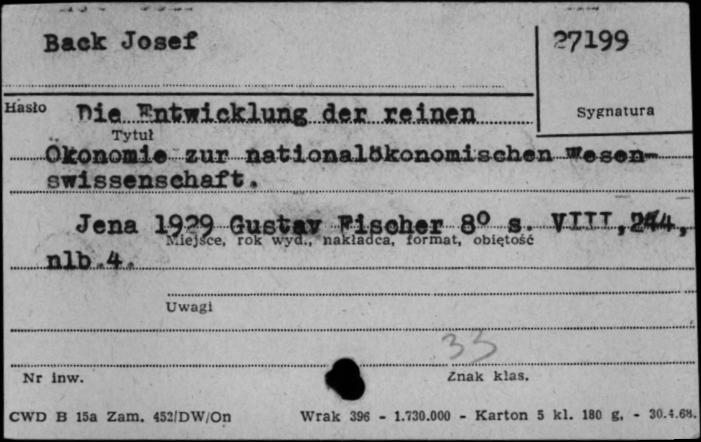 Back Josef
27199
Hasło
Die Entwicklung der reinen
Sygnatura
Tytuł
Ökonomie zur nationalökonomischen Wesen-
swissenschaft.
Jena 1929 Gustav Fischer 8° s. VIII,244,
Miejsce, rok wyd., nakładca, format, objętość
nlb.4.
Uwagi
33
Nr inw.
Znak klas.
CWD B 15a Zam. 452/DW/On Wrak 396 - 1.730.000 - Karton 5 kl. 180 g. - 30.4.68.